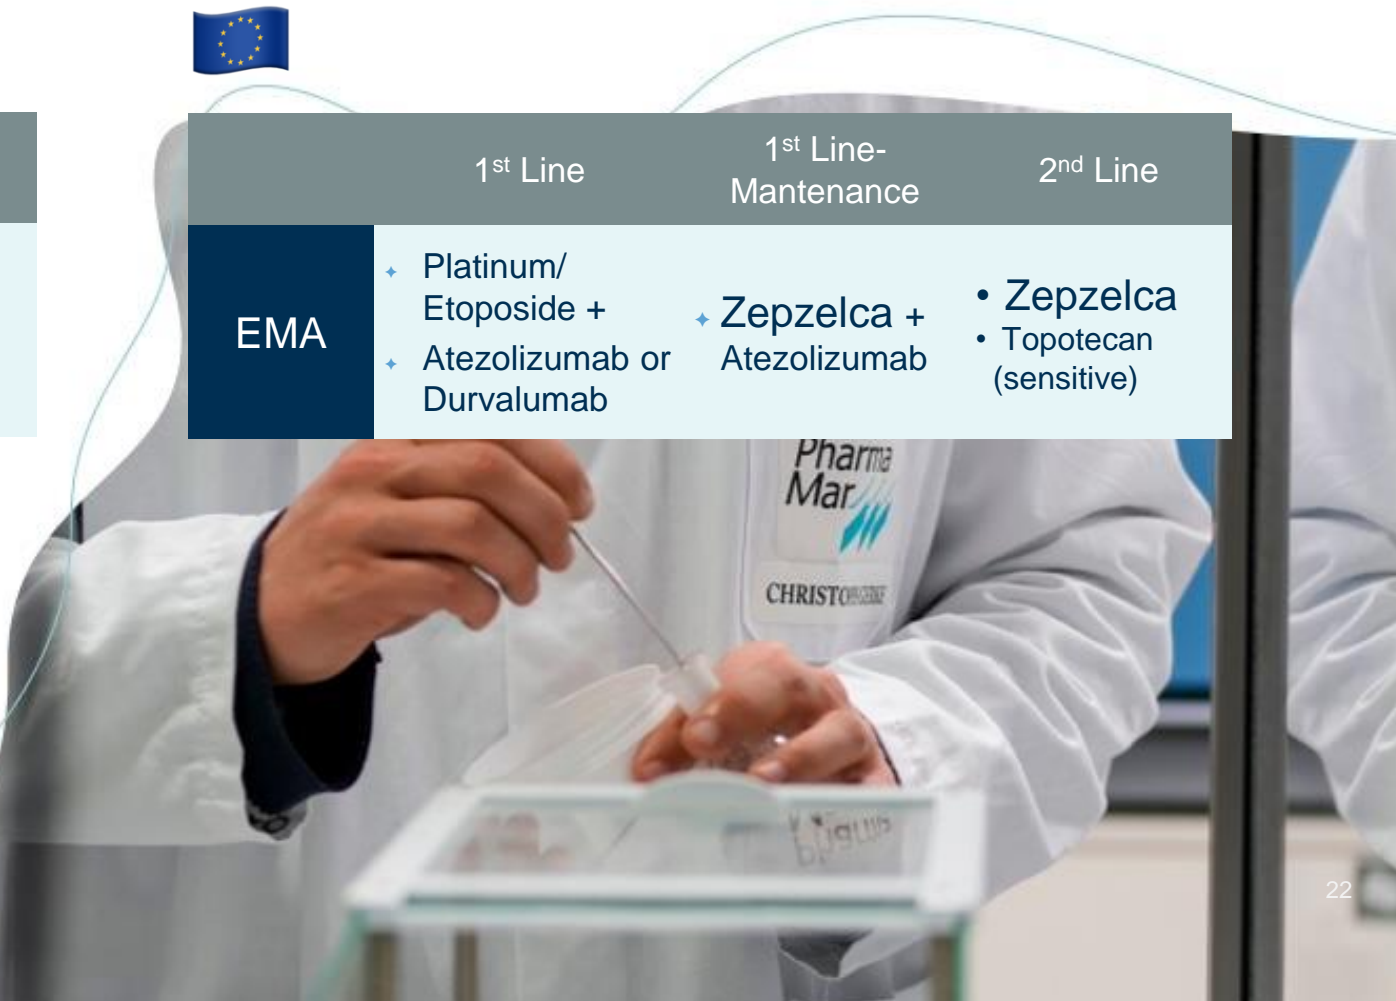 1st Line
1st Line-
Mantenance
2nd Line
EMA
Platinum/
Etoposide +
Atezolizumab or
Durvalumab
Zepzelca +
Atezolizumab
• Zepzelca
• Topotecan
(sensitive)
Pharma
Mar
22